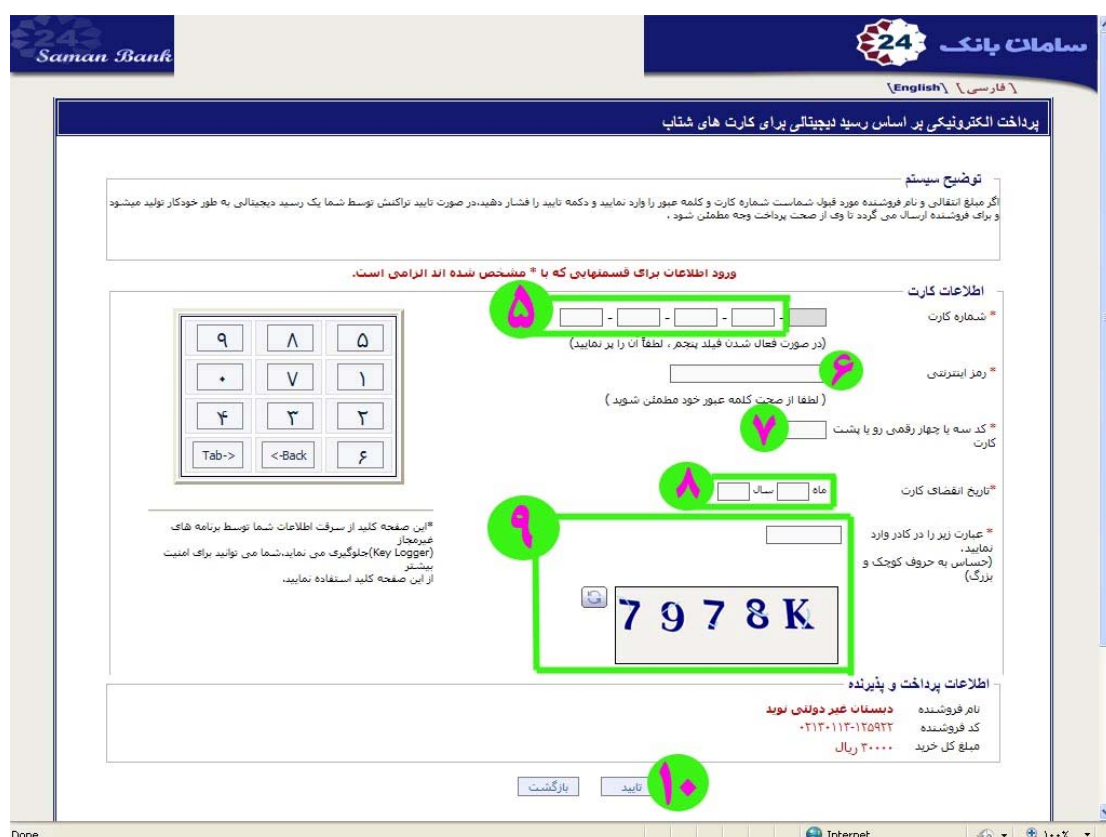 Saman Bank
24
سامان بانک
[فارسی] [English]
پرداخت الکترونیکی بر اساس رسید دیجیتالی برای کارت های شتاب
توضیح سیستم
اگر مبلغ انتقالی و نام فروشنده مورد قبول شماست شماره کارت و کلمه عبور را وارد نمایید و دکمه تایید را فشار دهید،در صورت تایید تراکنش توسط شما یک رسید دیجیتالی به طور خودکار تولید میشود
و برای فروشنده ارسال می گردد تا وی از صحت پرداخت وجه مطمئن شود .
ورود اطلاعات برای قسمتهایی که با * مشخص شده اند الزامی است.
اطلاعات کارت
* شماره کارت - - - - ۵
(در صورت فعال شدن فیلد پنجم ، لطفاً آن را پر نمایید)
* رمز اینترنتی ۶
( لطفا از صحت کلمه عبور خود مطمئن شوید )
* کد سه یا چهار رقمی رو یا پشت
کارت
۷
*تاریخ انقضای کارت ماه سال ۸
* عبارت زیر را در کادر وارد
نمایید.
(حساس به حروف کوچک و
بزرگ)
۹
7978K
۹ ۸ ۵
۰ ۷ ۱
۴ ۳ ۲
Tab-> <-Back ۶
*این صفحه کلید از سرقت اطلاعات شما توسط برنامه های
غیرمجاز
(Key Logger)جلوگیری می نماید،شما می توانید برای امنیت
بیشتر
از این صفحه کلید استفاده نمایید.
اطلاعات پرداخت و پذیرنده
نام فروشنده دبستان غیر دولتی نوید
کد فروشنده ۰۲۱۳۰۱۱۳-۱۲۵۹۲۲
مبلغ کل خرید ۳۰۰۰۰ ریال
۱۰ تایید بازگشت
Done Internet ۱۰۰%